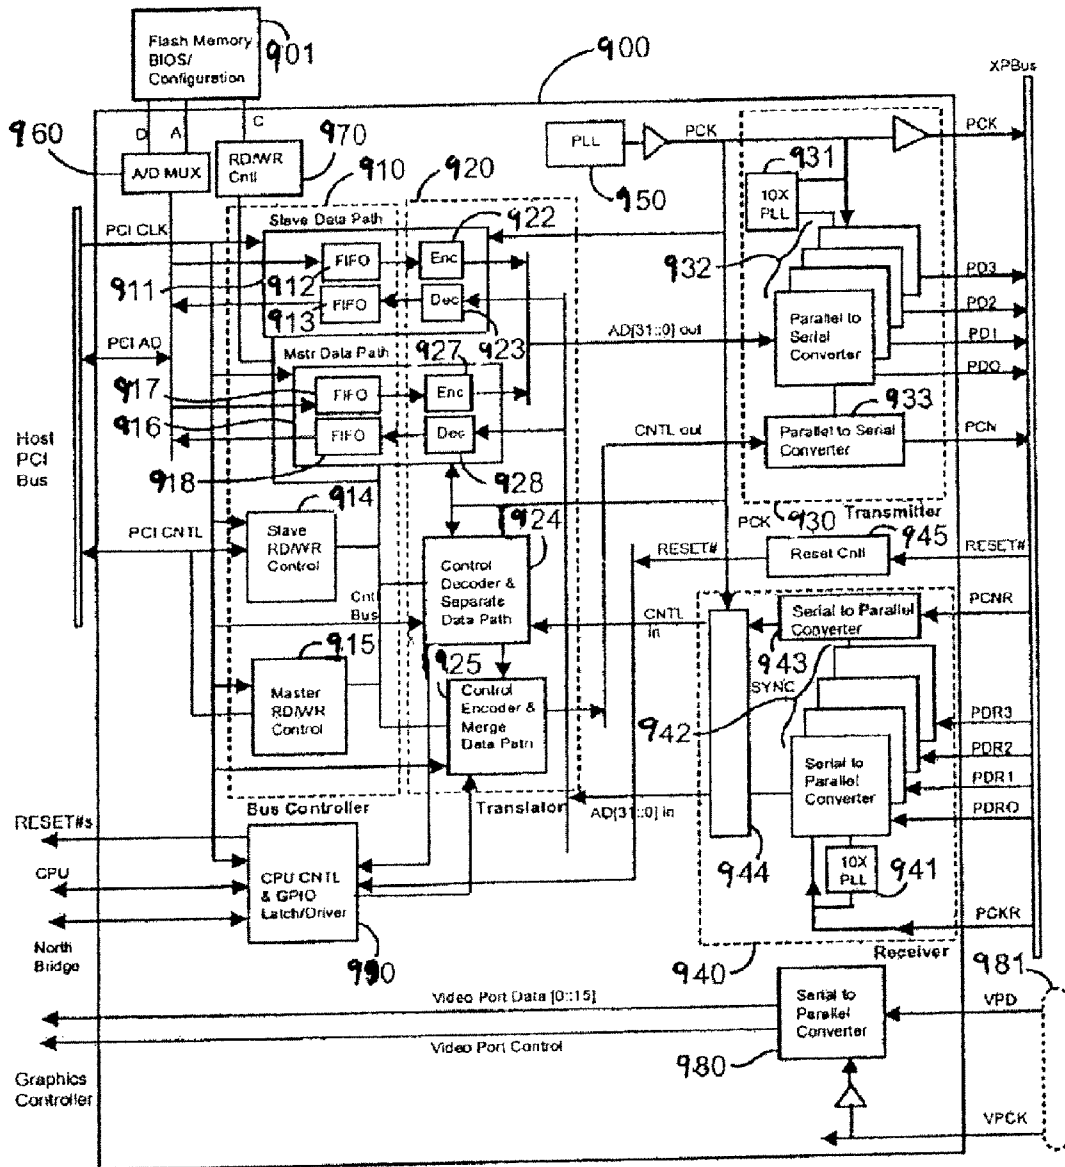 Flash Memory
BIOS/
Configuration
901
900
XPBus
D
A
C
960
A/D MUX
RD/WR
Cntl
970
910
920
PLL
950
PCK
PCK
931
10X
PLL
Slave Data Path
922
PCI CLK
FIFO
Enc
911
912
FIFO
913
Dec
923
932
Parallel to
Serial
Converter
PD3
PD2
PD1
PD0
AD[31::0] out
PCI AD
Mstr Data Path
927
917
FIFO
Enc
916
FIFO
Dec
918
928
933
CNTL out
Parallel to Serial
Converter
PCN
Host
PCI
Bus
914
924
PCK
930
Transmitter
945
PCI CNTL
Slave
RD/WR
Control
RESET#
Reset Cntl
RESET#
Control
Decoder &
Separate
Data Path
Cntl
Bus
CNTL
in
Serial to Parallel
Converter
PCNR
943
915
925
Master
RD/WR
Control
Control
Encoder &
Merge
Data Path
SYNC
942
PDR3
PDR2
PDR1
PDR0
Serial to
Parallel
Converter
Bus Controller
Translator
AD[31::0] in
944
10X
PLL
941
RESET#s
CPU
CPU CNTL
& GPIO
Latch/Driver
North
Bridge
990
PCKR
940
Receiver
981
Video Port Data [0::15]
Serial to
Parallel
Converter
VPD
Video Port Control
980
Graphics
Controller
VPCK